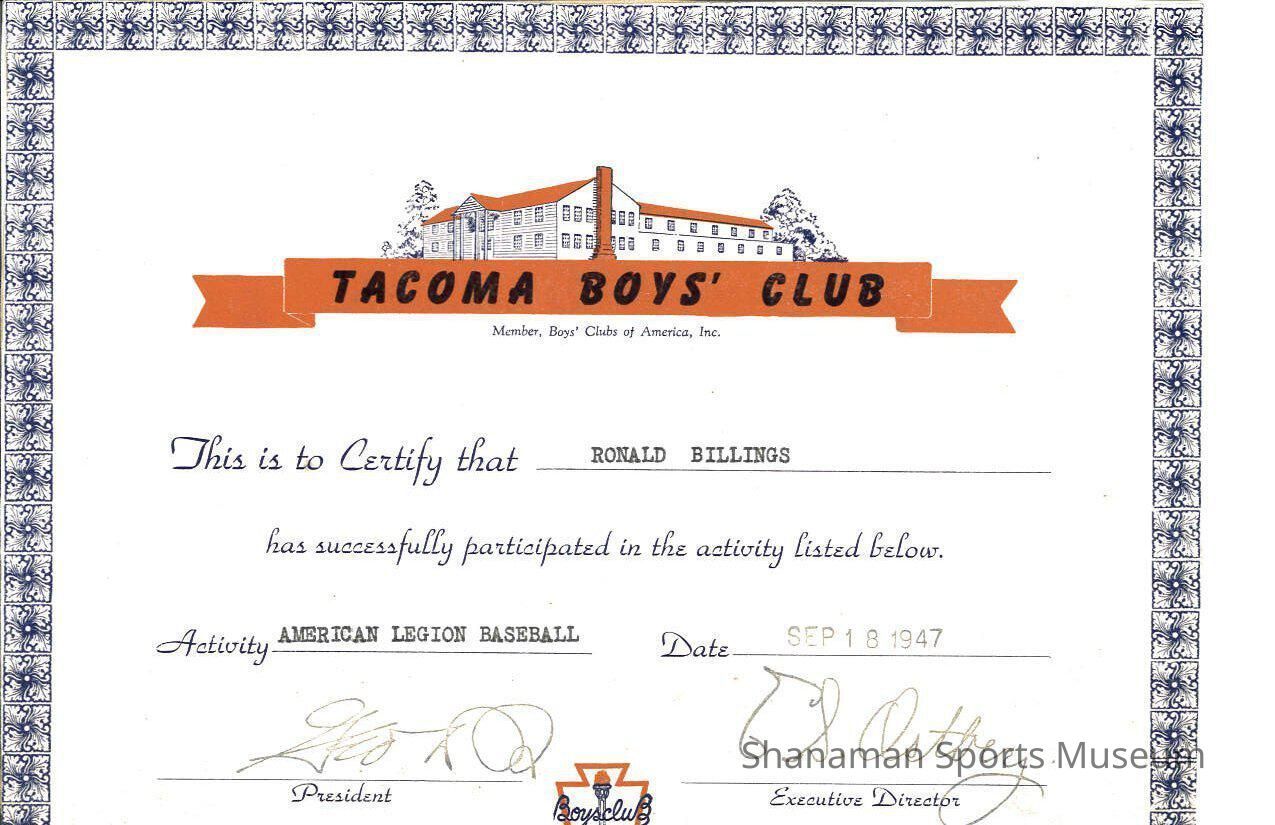 TACOMA BOYS' CLUB
Member, Boys' Clubs of America, Inc.
This is to Certify that RONALD BILLINGS
has successfully participated in the activity listed below.
Activity AMERICAN LEGION BASEBALL Date SEP 18 1947
Shanaman Sports Museum
President Executive Director
Boysclub